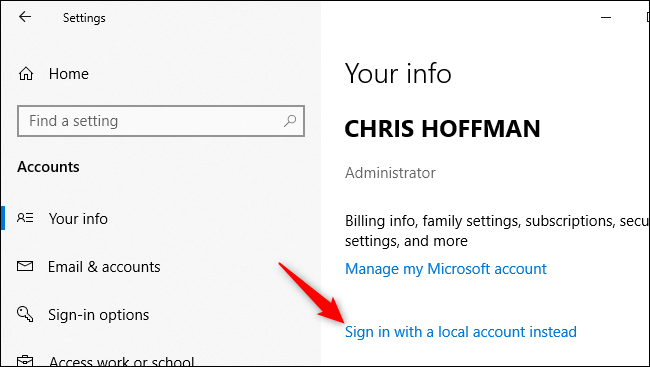 Settings
Home
Find a setting
Accounts
Your info
Email & accounts
Sign-in options
Access work or school
Your info
CHRIS HOFFMAN
Administrator
Billing info, family settings, subscriptions, secu
settings, and more
Manage my Microsoft account
Sign in with a local account instead